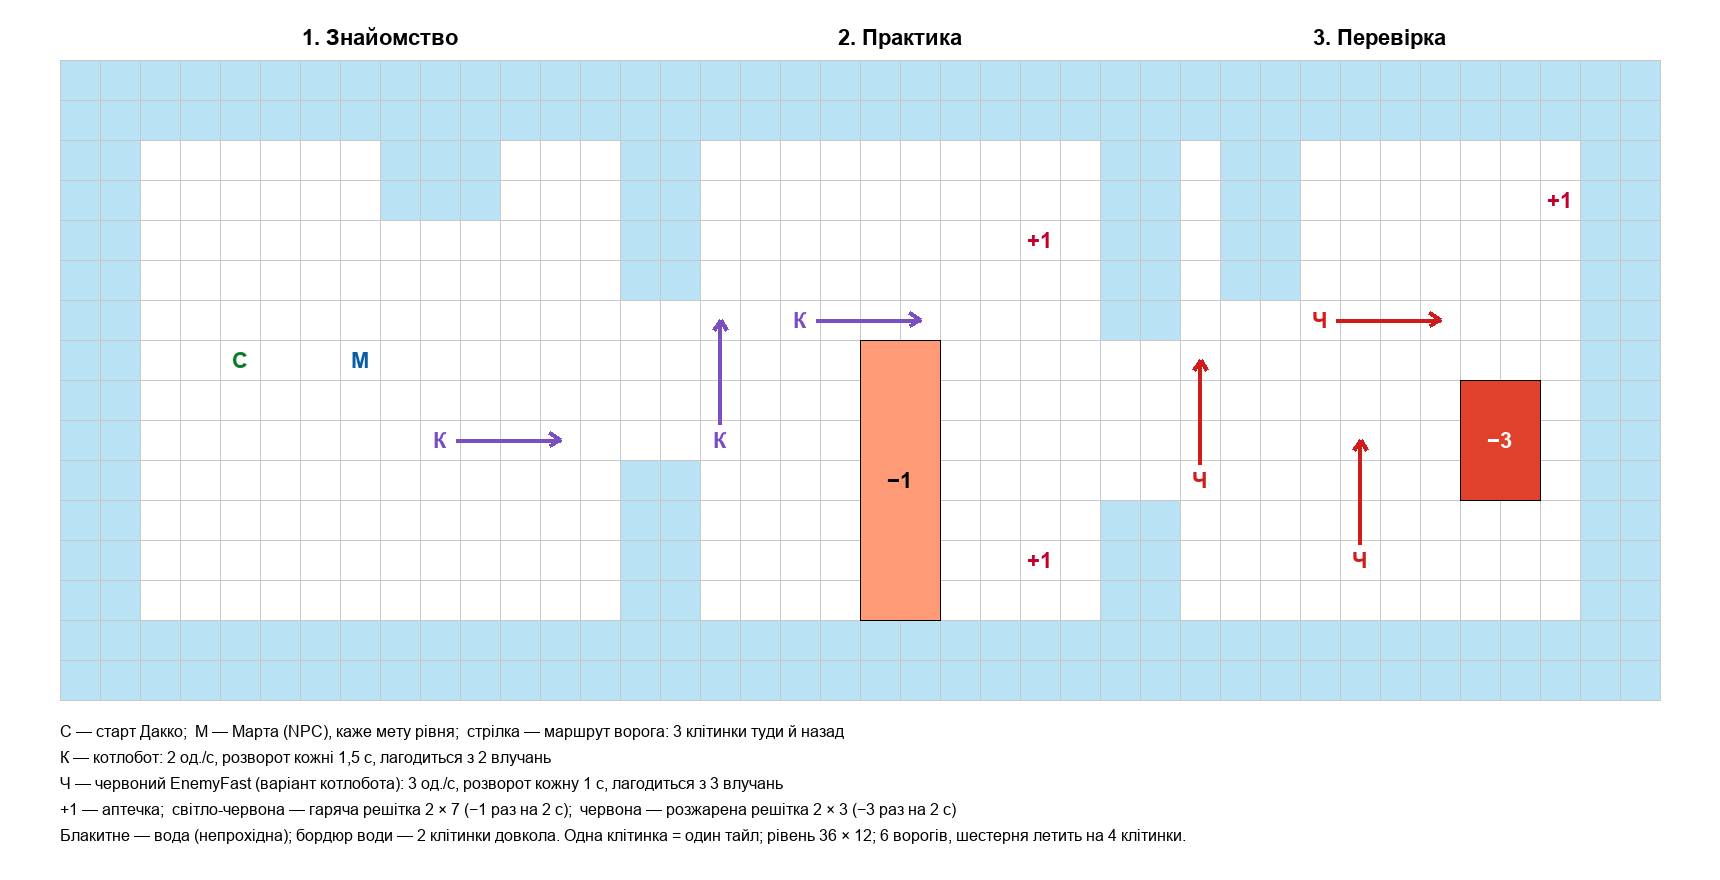 1. Знайомство
2. Практика
3. Перевірка
+1
+1
К
К
Ч
С
М
К
К
−1
−3
Ч
+1
Ч
С — старт Дакко;  М — Марта (NPC), каже мету рівня;  стрілка — маршрут ворога: 3 клітинки туди й назад
К — котлобот: 2 од./с, розворот кожні 1,5 с, лагодиться з 2 влучань
Ч — червоний EnemyFast (варіант котлобота): 3 од./с, розворот кожну 1 с, лагодиться з 3 влучань
+1 — аптечка;  світло-червона — гаряча решітка 2 × 7 (−1 раз на 2 с);  червона — розжарена решітка 2 × 3 (−3 раз на 2 с)
Блакитне — вода (непрохідна); бордюр води — 2 клітинки довкола. Одна клітинка = один тайл; рівень 36 × 12; 6 ворогів, шестерня летить на 4 клітинки.